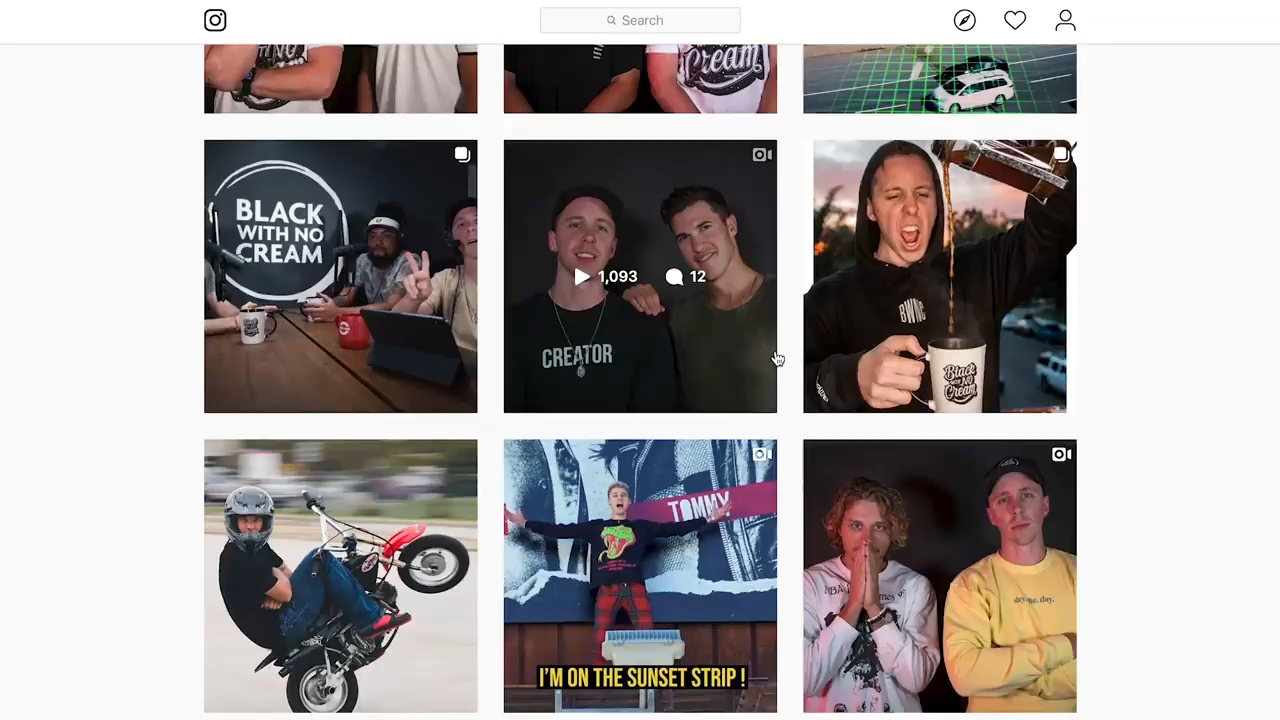 Search
Cream
BLACK
WITH NO
CREAM
1,093
12
CREATOR
BWNC
Black
WITH NO
Cream
TOMMY
I'M ON THE SUNSET STRIP !